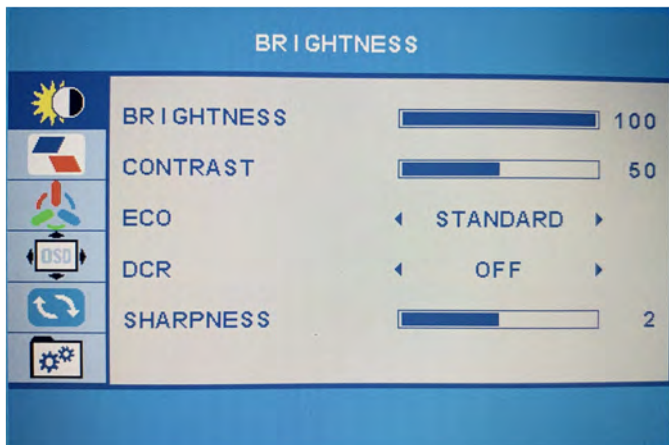 BRIGHTNESS
BRIGHTNESS 100
CONTRAST 50
ECO STANDARD
OSD
DCR OFF
SHARPNESS 2